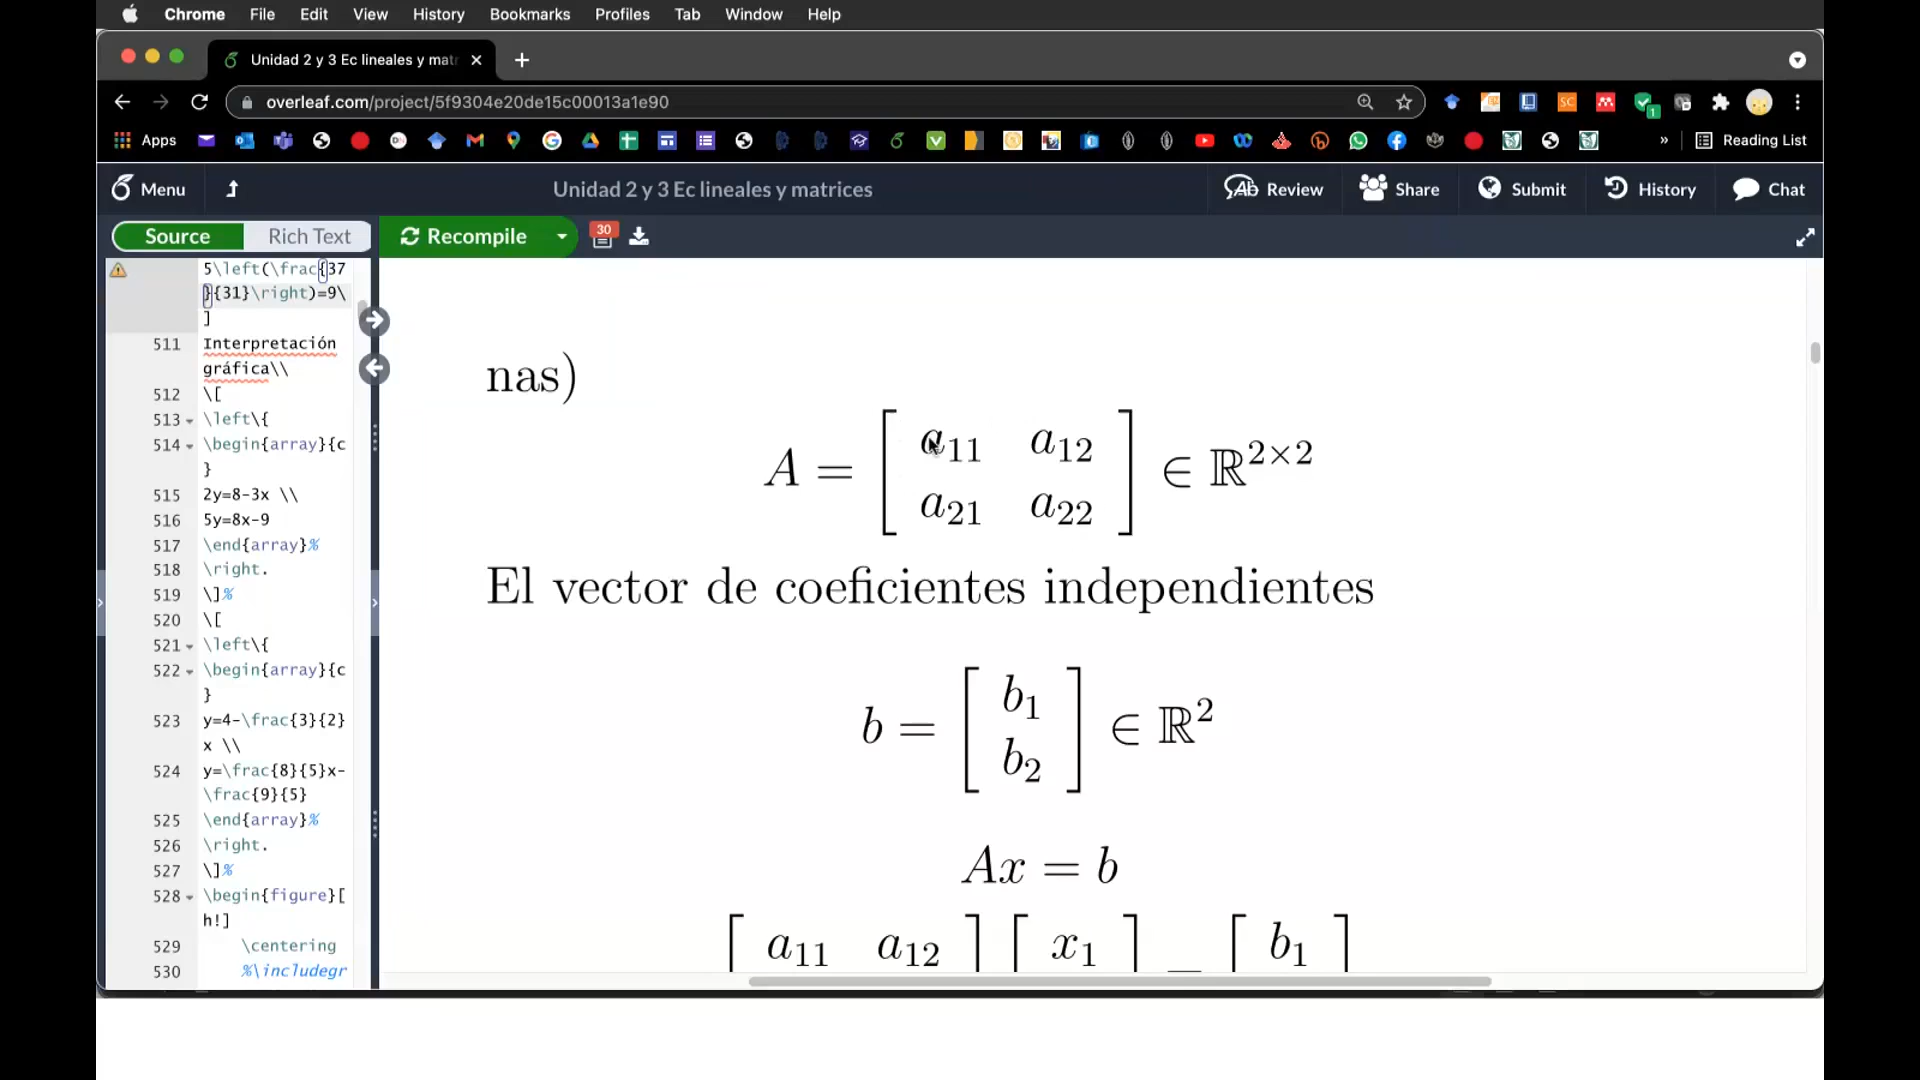 Chrome File Edit View History Bookmarks Profiles Tab Window Help
Unidad 2 y 3 Ec lineales y mat
overleaf.com/project/5f9304e20de15c00013a1e90
Apps » Reading List
Menu Unidad 2 y 3 Ec lineales y matrices Review Share Submit History Chat
Source Rich Text Recompile 30
5\left(\frac{37
}{31}\right)=9\
]
511 Interpretación
gráfica\\
512 \[
513 \left\{
514 \begin{array}{c
}
515 2y=8-3x \\
516 5y=8x-9
517 \end{array}%
518 \right.
519 \]%
520 \[
521 \left\{
522 \begin{array}{c
}
523 y=4-\frac{3}{2}
x \\
524 y=\frac{8}{5}x-
\frac{9}{5}
525 \end{array}%
526 \right.
527 \]%
528 \begin{figure}[
h!]
529 \centering
530 %\includegr
nas)
A = [ a11 a12
a21 a22 ] ∈ ℝ2×2
El vector de coeficientes independientes
b = [ b1
b2 ] ∈ ℝ2
Ax = b
[ a11 a12 ] [ x1 ] = [ b1 ]